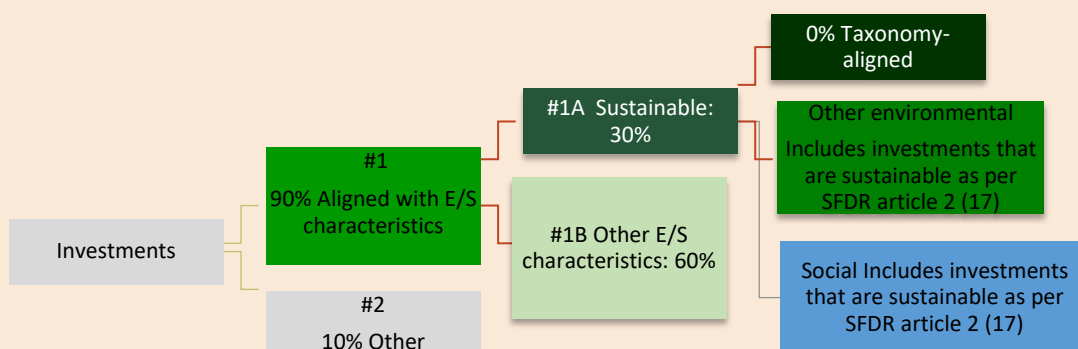 Investments
#1
90% Aligned with E/S
characteristics
#2
10% Other
#1A Sustainable:
30%
#1B Other E/S
characteristics: 60%
0% Taxonomy-
aligned
Other environmental
Includes investments that
are sustainable as per
SFDR article 2 (17)
Social Includes investments
that are sustainable as per
SFDR article 2 (17)